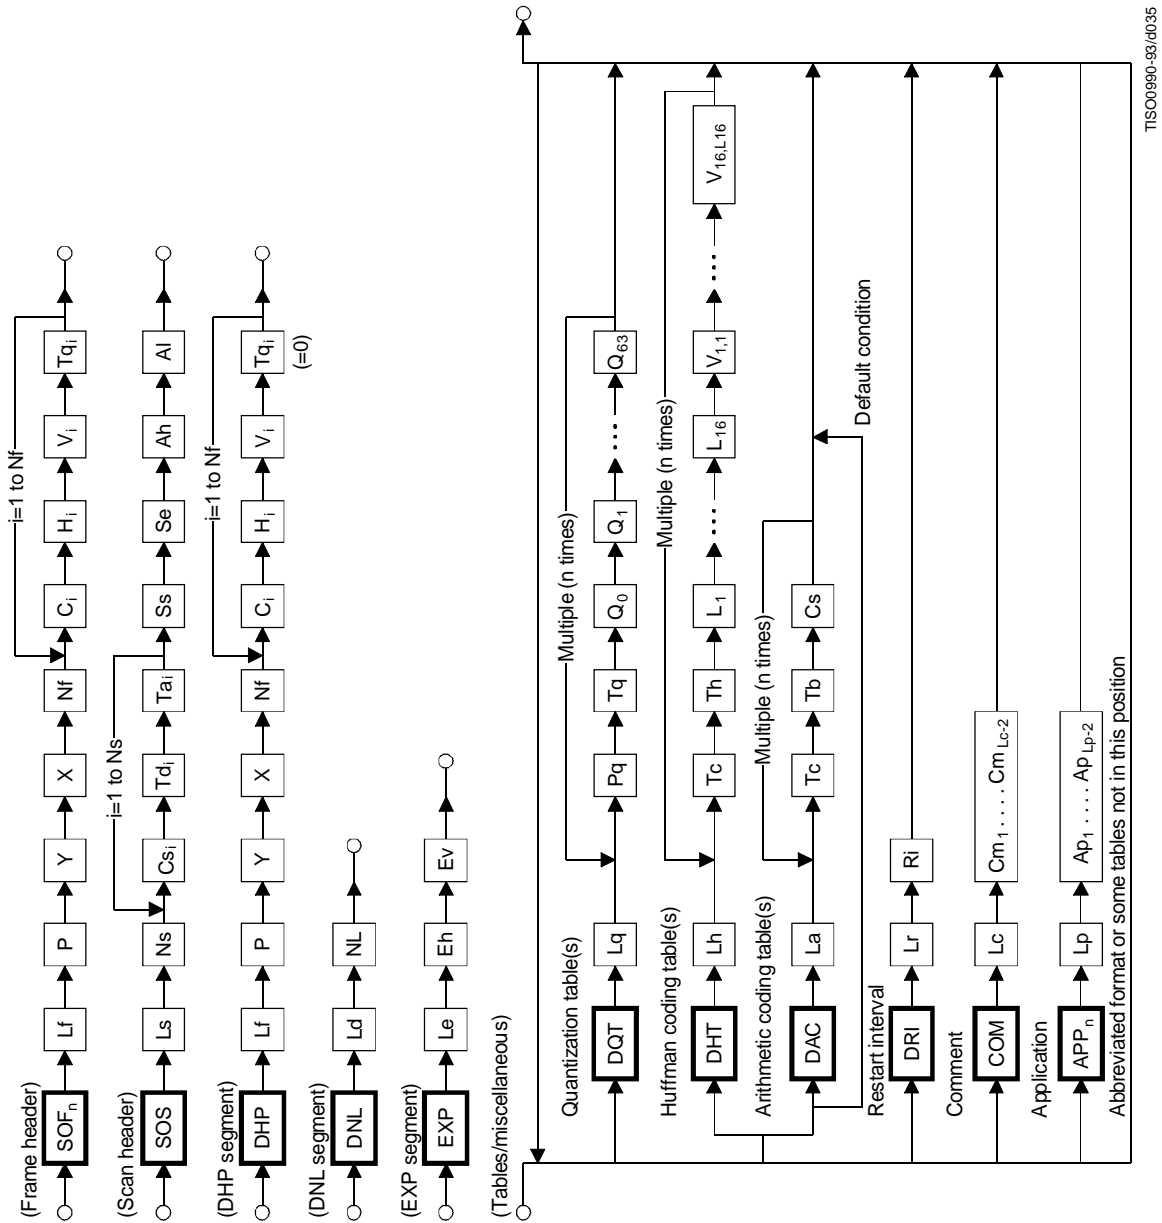 (Frame header)
SOFn Lf P Y X Nf Ci Hi Vi Tqi
i=1 to Nf
(Scan header)
SOS Ls Ns Csi Tdi Tai Ss Se Ah Al
i=1 to Ns
(DHP segment)
DHP Lf P Y X Nf Ci Hi Vi Tqi
i=1 to Nf
(=0)
(DNL segment)
DNL Ld NL
(EXP segment)
EXP Le Eh Ev
(Tables/miscellaneous)
Quantization table(s)
Multiple (n times)
DQT Lq Pq Tq Q0 Q1 . . . . Q63
Huffman coding table(s)
Multiple (n times)
DHT Lh Tc Th L1 . . . . L16 V1,1 . . . . V16,L16
Arithmetic coding table(s)
Multiple (n times)
DAC La Tc Tb Cs
Default condition
Restart interval
DRI Lr Ri
Comment
COM Lc Cm1 . . . . CmLc-2
Application
APPn Lp Ap1 . . . . ApLp-2
Abbreviated format or some tables not in this position
TISO0990-93/d035